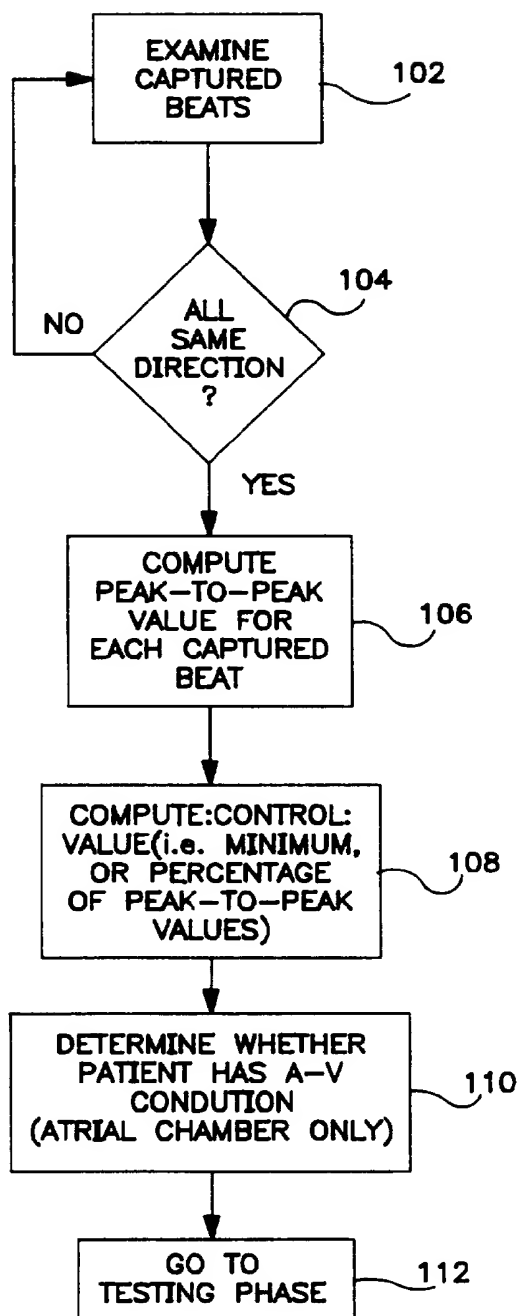 EXAMINE
CAPTURED
BEATS
102
ALL
SAME
DIRECTION
?
104
NO
YES
COMPUTE
PEAK-TO-PEAK
VALUE FOR
EACH CAPTURED
BEAT
106
COMPUTE:CONTROL:
VALUE(i.e. MINIMUM,
OR PERCENTAGE
OF PEAK-TO-PEAK
VALUES)
108
DETERMINE WHETHER
PATIENT HAS A-V
CONDUTION
(ATRIAL CHAMBER ONLY)
110
GO TO
TESTING PHASE
112